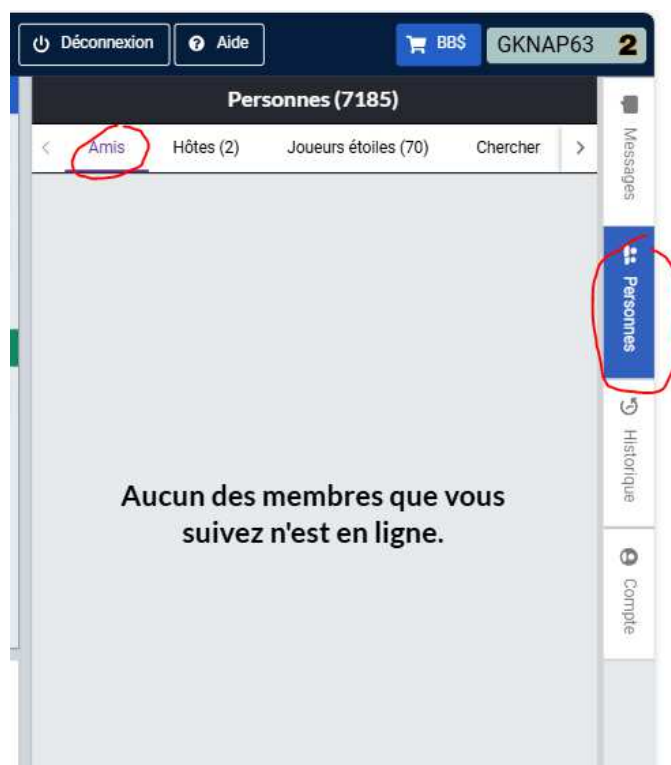 Déconnexion Aide BB$ GKNAP63 2
Personnes (7185)
Amis Hôtes (2) Joueurs étoiles (70) Chercher
Messages
Personnes
Historique
Compte
Aucun des membres que vous
suivez n'est en ligne.